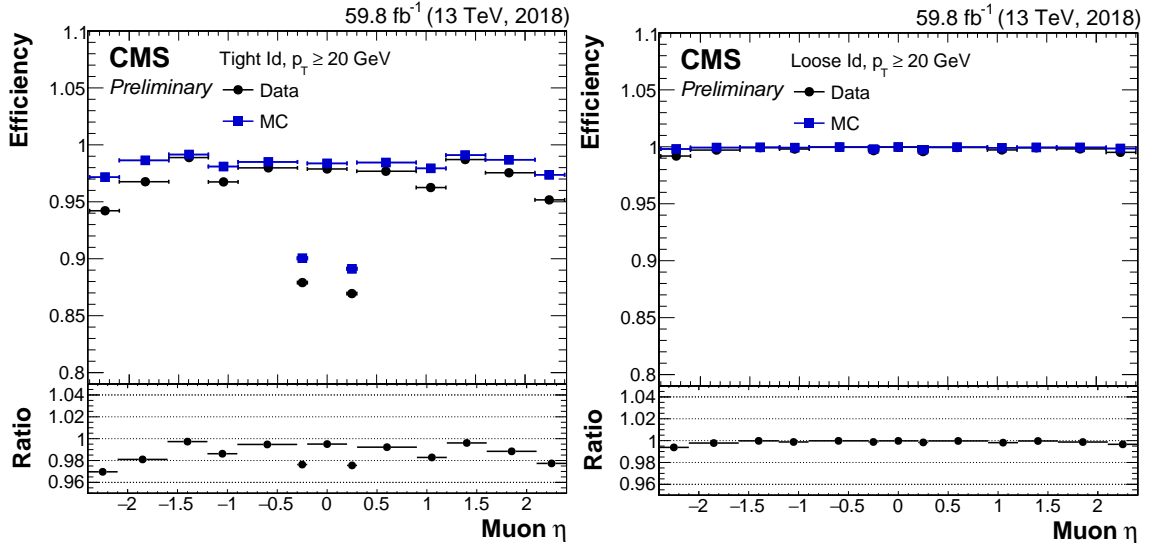 59.8 fb⁻¹ (13 TeV, 2018)
Efficiency
1.1
1.05
1
0.95
0.9
0.85
0.8
CMS
Preliminary
Tight Id, p_T ≥ 20 GeV
Data
MC
Ratio
1.04
1.02
1
0.98
0.96
−2 −1.5 −1 −0.5 0 0.5 1 1.5 2
Muon η
59.8 fb⁻¹ (13 TeV, 2018)
Efficiency
1.1
1.05
1
0.95
0.9
0.85
0.8
CMS
Preliminary
Loose Id, p_T ≥ 20 GeV
Data
MC
Ratio
1.04
1.02
1
0.98
0.96
−2 −1.5 −1 −0.5 0 0.5 1 1.5 2
Muon η